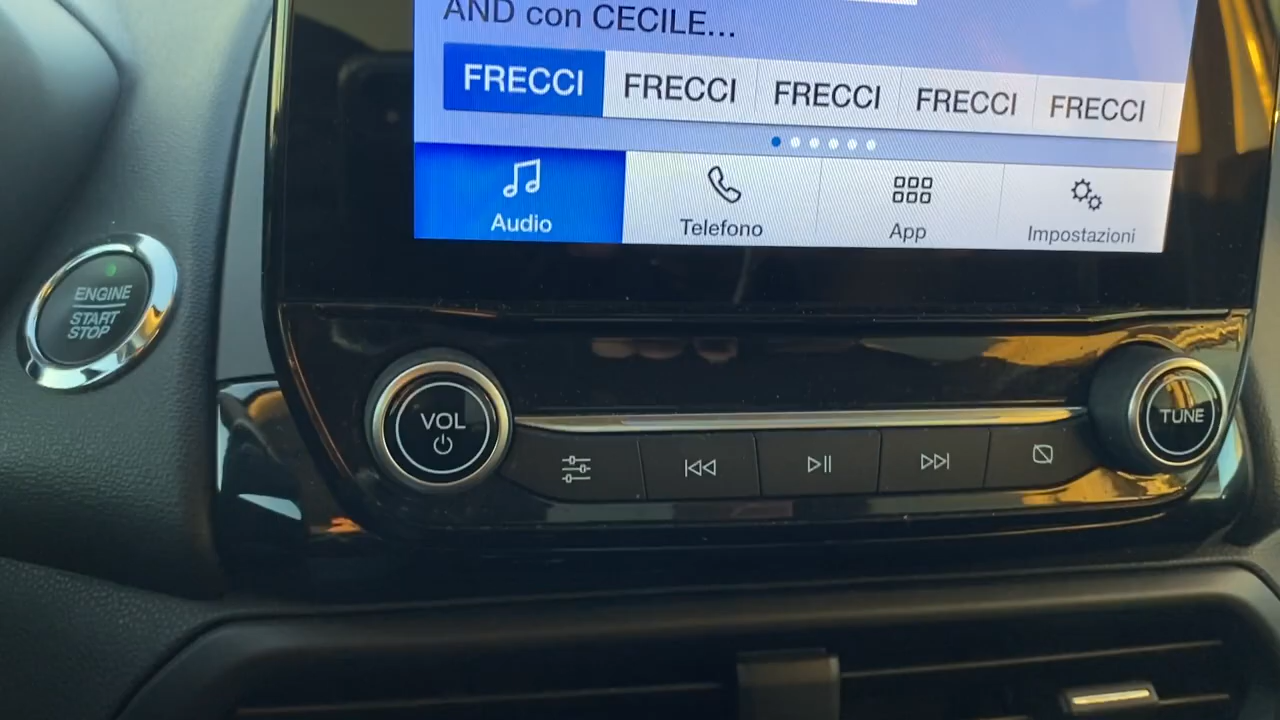 AND con CECILE...
FRECCI FRECCI FRECCI FRECCI FRECCI
Audio Telefono App Impostazioni
ENGINE
START
STOP
VOL
TUNE